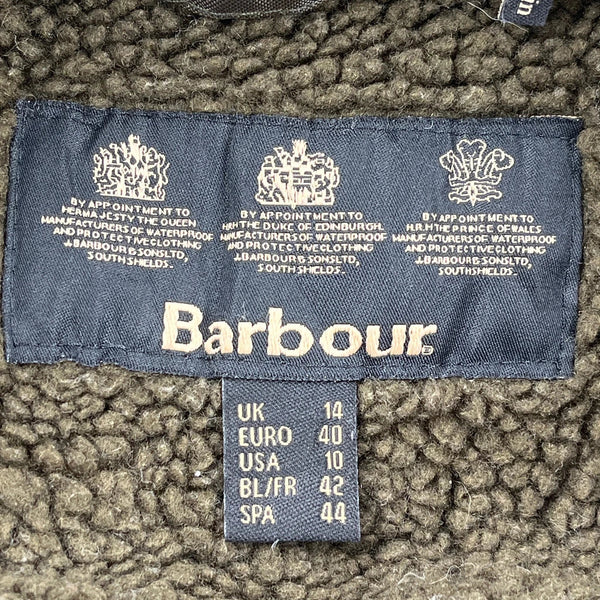 in
BY APPOINTMENT TO
HER MAJESTY THE QUEEN
MANUFACTURERS OF WATERPROOF
AND PROTECTIVE CLOTHING
J.BARBOUR & SONS LTD,
SOUTH SHIELDS.
BY APPOINTMENT TO
H.R.H THE DUKE OF EDINBURGH,
MANUFACTURERS OF WATERPROOF
AND PROTECTIVE CLOTHING
J.BARBOUR & SONS LTD,
SOUTH SHIELDS.
BY APPOINTMENT TO
H.R.H THE PRINCE OF WALES
MANUFACTURERS OF WATERPROOF
AND PROTECTIVE CLOTHING
J.BARBOUR & SONS LTD,
SOUTH SHIELDS.
Barbour
UK 14
EURO 40
USA 10
BL/FR 42
SPA 44